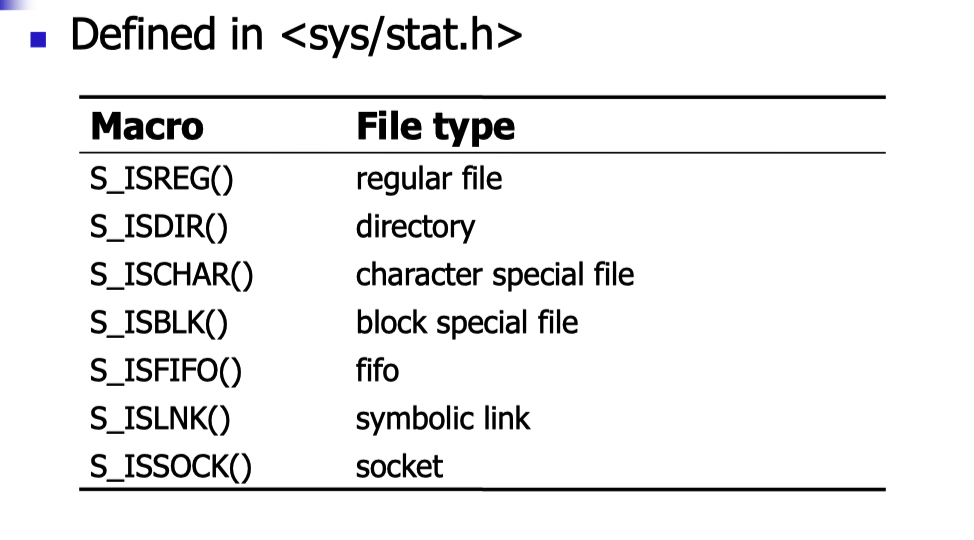 Defined in <sys/stat.h>
Macro File type
S_ISREG() regular file
S_ISDIR() directory
S_ISCHAR() character special file
S_ISBLK() block special file
S_ISFIFO() fifo
S_ISLNK() symbolic link
S_ISSOCK() socket